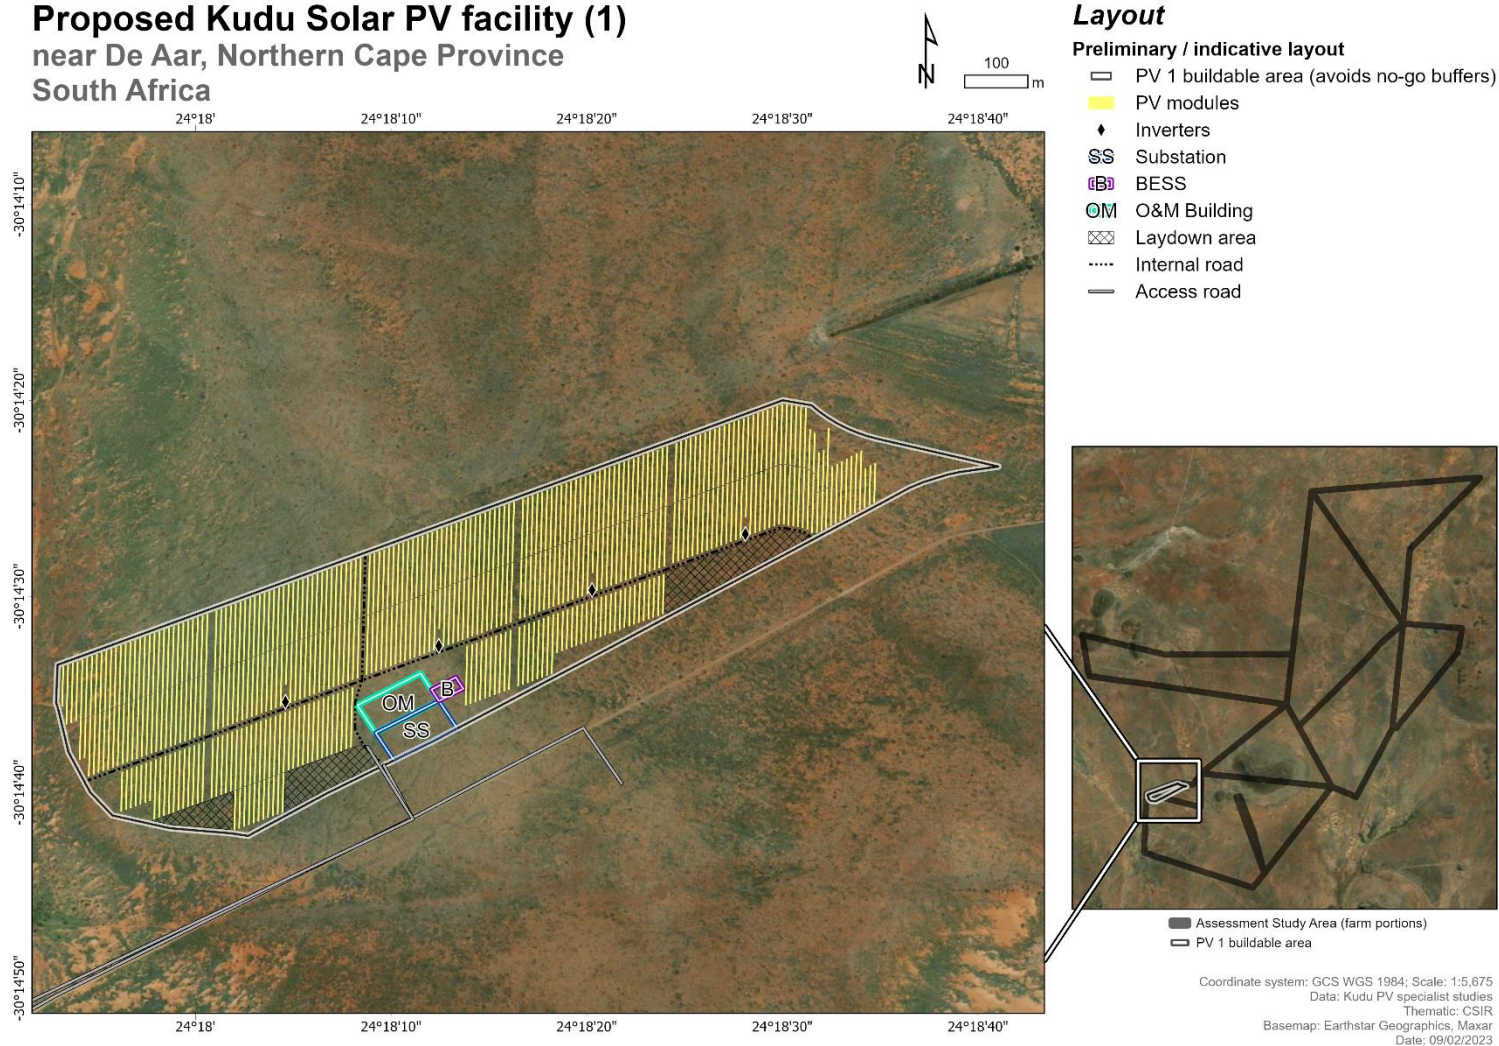 Proposed Kudu Solar PV facility (1)
near De Aar, Northern Cape Province
South Africa
N
100
m
24°18'
24°18'10"
24°18'20"
24°18'30"
24°18'40"
-30°14'10"
-30°14'20"
-30°14'30"
-30°14'40"
-30°14'50"
OM
B
SS
24°18'
24°18'10"
24°18'20"
24°18'30"
24°18'40"
Layout
Preliminary / indicative layout
PV 1 buildable area (avoids no-go buffers)
PV modules
Inverters
SS Substation
B BESS
OM O&M Building
Laydown area
Internal road
Access road
Assessment Study Area (farm portions)
PV 1 buildable area
Coordinate system: GCS WGS 1984; Scale: 1:5,675
Data: Kudu PV specialist studies
Thematic: CSIR
Basemap: Earthstar Geographics, Maxar
Date: 09/02/2023